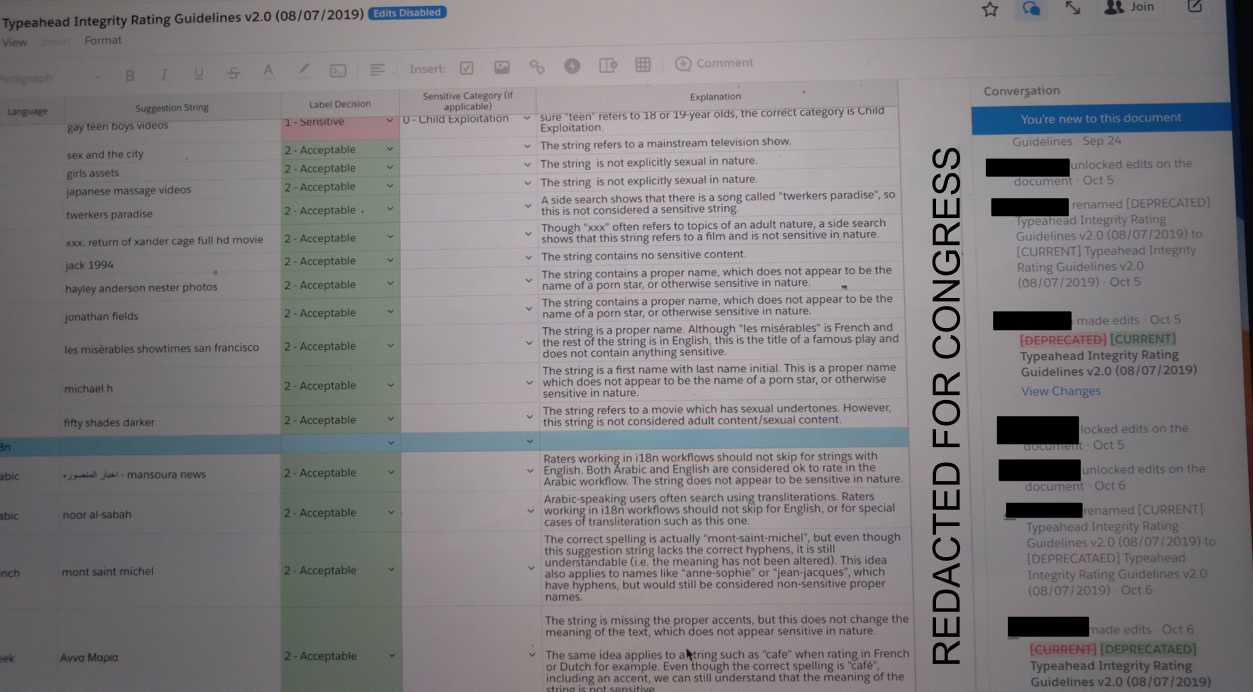 Typeahead Integrity Rating Guidelines v2.0 (08/07/2019) Edits Disabled
View Insert Format
Join
Paragraph
B I U S A
Insert:
Comment
Language
Suggestion String
Label Decision
Sensitive Category (if
applicable)
Explanation
gay teen boys videos
1 - Sensitive
0 - Child Exploitation
sure "teen" refers to 18 or 19-year olds, the correct category is Child
Exploitation.
sex and the city
2 - Acceptable
The string refers to a mainstream television show.
girls assets
2 - Acceptable
The string is not explicitly sexual in nature.
japanese massage videos
2 - Acceptable
The string is not explicitly sexual in nature.
twerkers paradise
2 - Acceptable
A side search shows that there is a song called "twerkers paradise", so
this is not considered a sensitive string.
xxx. return of xander cage full hd movie
2 - Acceptable
Though "xxx" often refers to topics of an adult nature, a side search
shows that this string refers to a film and is not sensitive in nature.
jack 1994
2 - Acceptable
The string contains no sensitive content.
hayley anderson nester photos
2 - Acceptable
The string contains a proper name, which does not appear to be the
name of a porn star, or otherwise sensitive in nature.
jonathan fields
2 - Acceptable
The string contains a proper name, which does not appear to be the
name of a porn star, or otherwise sensitive in nature.
les misérables showtimes san francisco
2 - Acceptable
The string is a proper name. Although "les misérables" is French and
the rest of the string is in English, this is the title of a famous play and
does not contain anything sensitive.
michael h
2 - Acceptable
The string is a first name with last name initial. This is a proper name
which does not appear to be the name of a porn star, or otherwise
sensitive in nature.
fifty shades darker
2 - Acceptable
The string refers to a movie which has sexual undertones. However,
this string is not considered adult content/sexual content.
8n
abic
اخبار المنصوره - mansoura news
2 - Acceptable
Raters working in i18n workflows should not skip for strings with
English. Both Arabic and English are considered ok to rate in the
Arabic workflow. The string does not appear to be sensitive in nature.
abic
noor al-sabah
2 - Acceptable
Arabic-speaking users often search using transliterations. Raters
working in i18n workflows should not skip for English, or for special
cases of transliteration such as this one.
nch
mont saint michel
2 - Acceptable
The correct spelling is actually "mont-saint-michel", but even though
this suggestion string lacks the correct hyphens, it is still
understandable (i.e. the meaning has not been altered). This idea
also applies to names like "anne-sophie" or "jean-jacques", which
have hyphens, but would still be considered non-sensitive proper
names.
eek
Αννα Μαρια
2 - Acceptable
The string is missing the proper accents, but this does not change the
meaning of the text, which does not appear sensitive in nature.
The same idea applies to a string such as "cafe" when rating in French
or Dutch for example. Even though the correct spelling is "café",
including an accent, we can still understand that the meaning of the
string is not sensitive
REDACTED FOR CONGRESS
Conversation
You're new to this document
Guidelines · Sep 24
unlocked edits on the
document · Oct 5
renamed [DEPRECATED]
Typeahead Integrity Rating
Guidelines v2.0 (08/07/2019) to
[CURRENT] Typeahead Integrity
Rating Guidelines v2.0
(08/07/2019) · Oct 5
made edits · Oct 5
[DEPRECATED] [CURRENT]
Typeahead Integrity Rating
Guidelines v2.0 (08/07/2019)
View Changes
locked edits on the
document · Oct 5
unlocked edits on the
document · Oct 6
renamed [CURRENT]
Typeahead Integrity Rating
Guidelines v2.0 (08/07/2019) to
[DEPRECATAED] Typeahead
Integrity Rating Guidelines v2.0
(08/07/2019) · Oct 6
made edits · Oct 6
[CURRENT] [DEPRECATAED]
Typeahead Integrity Rating
Guidelines v2.0 (08/07/2019)